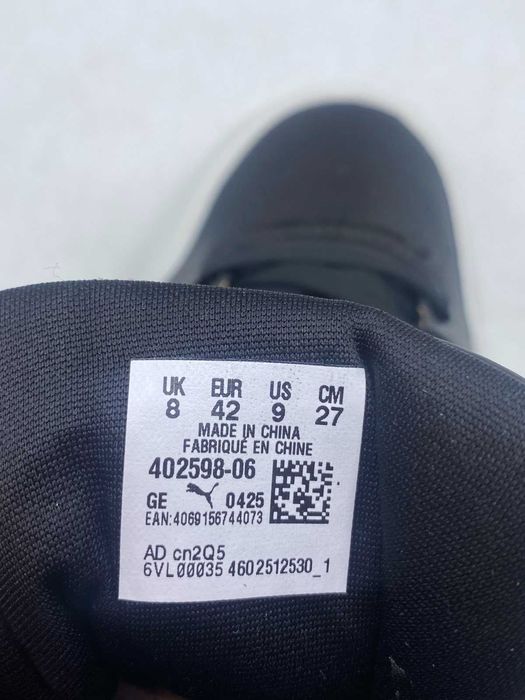 UK EUR US CM
8 42 9 27
MADE IN CHINA
FABRIQUÉ EN CHINE
402598-06
GE 0425
EAN:4069156744073
AD cn2Q5
6VL00035 4602512530_1